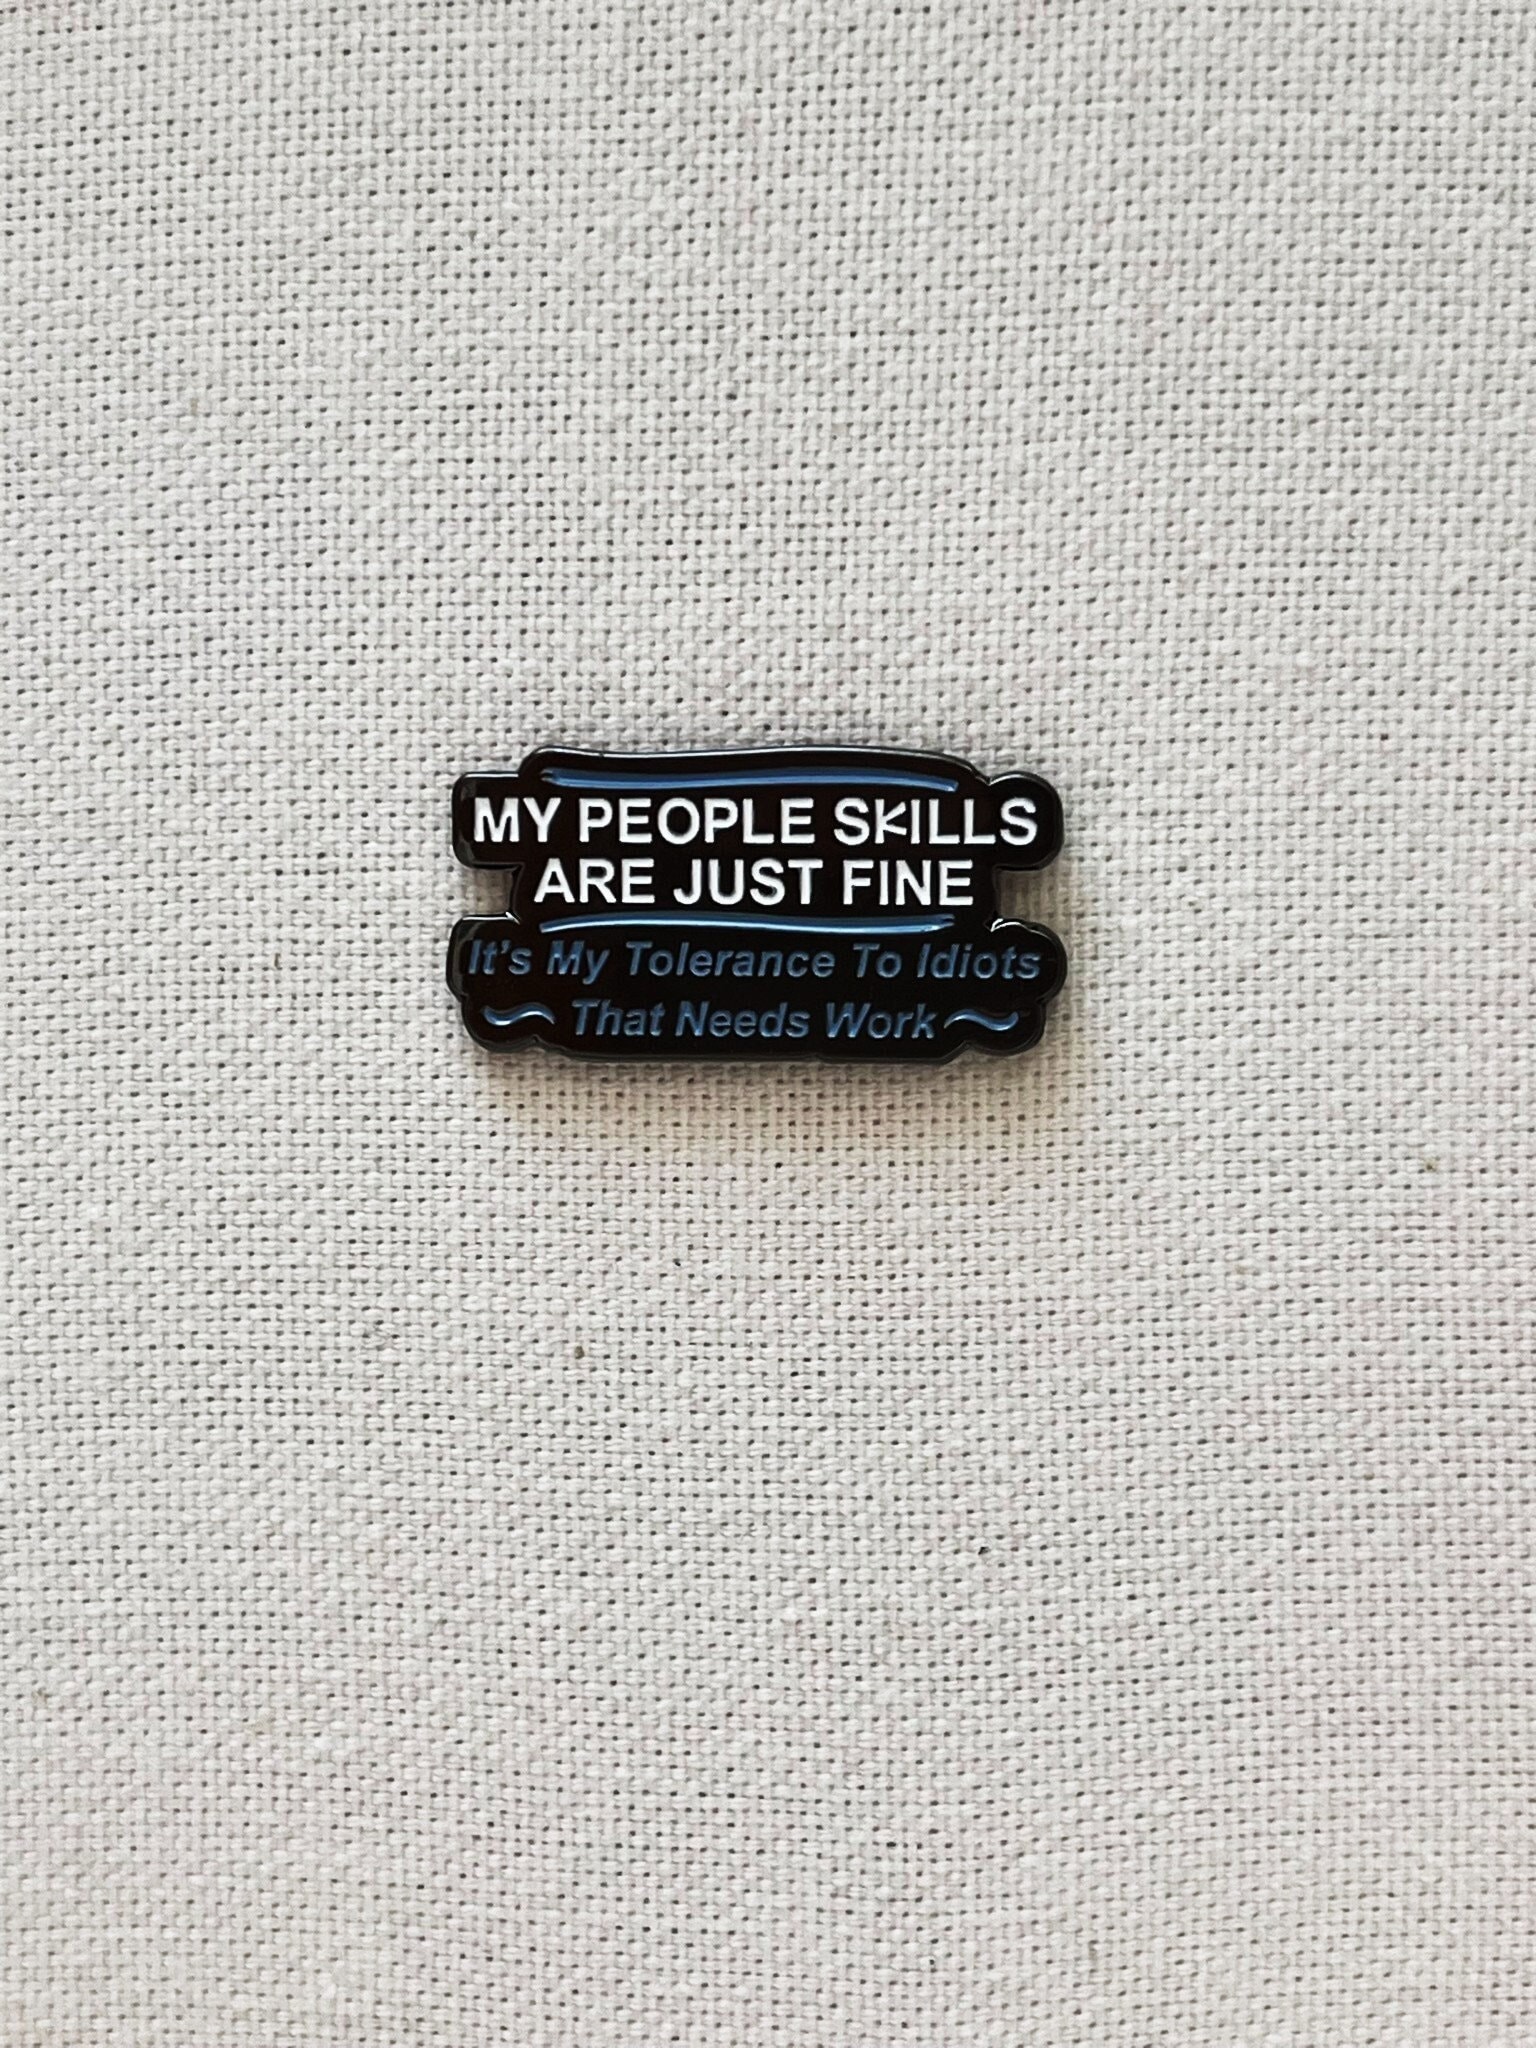 MY PEOPLE SKILLS
ARE JUST FINE
It's My Tolerance To Idiots
That Needs Work